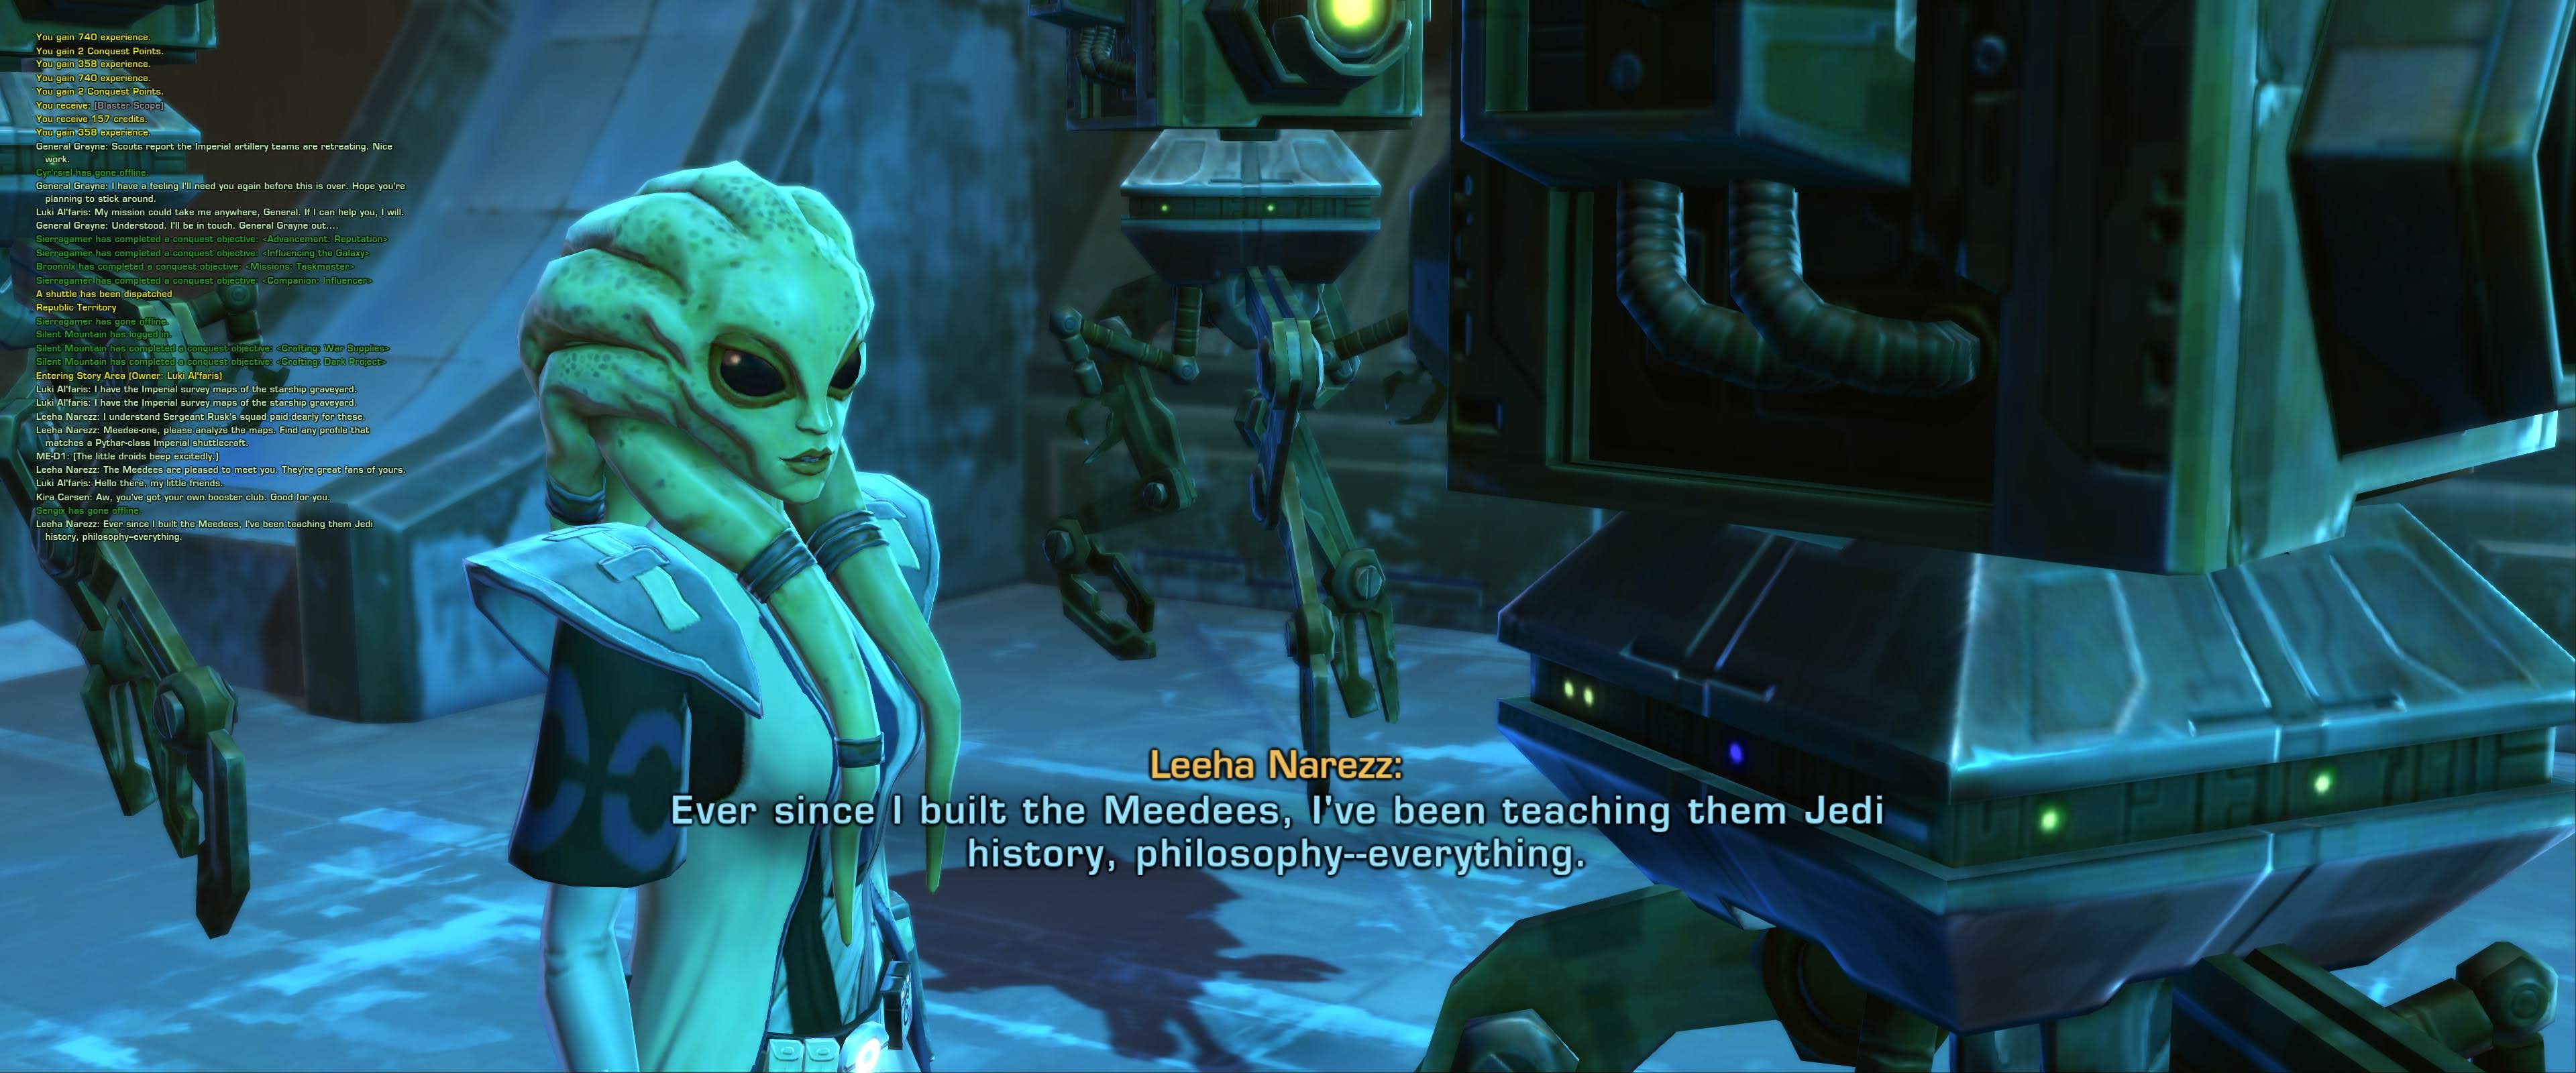 You gain 740 experience.
You gain 2 Conquest Points.
You gain 358 experience.
You gain 740 experience.
You gain 2 Conquest Points.
You receive: [Blaster Scope]
You receive 157 credits.
You gain 358 experience.
General Grayne: Scouts report the Imperial artillery teams are retreating. Nice
work.
Cyr'rsiel has gone offline.
General Grayne: I have a feeling I'll need you again before this is over. Hope you're
planning to stick around.
Luki Al'faris: My mission could take me anywhere, General. If I can help you, I will.
General Grayne: Understood. I'll be in touch. General Grayne out....
Sierragamer has completed a conquest objective: <Advancement: Reputation>
Sierragamer has completed a conquest objective: <Influencing the Galaxy>
Broonnix has completed a conquest objective: <Missions: Taskmaster>
Sierragamer has completed a conquest objective: <Companion: Influencer>
A shuttle has been dispatched
Republic Territory
Sierragamer has gone offline.
Silent Mountain has logged in.
Silent Mountain has completed a conquest objective: <Crafting: War Supplies>
Silent Mountain has completed a conquest objective: <Crafting: Dark Project>
Entering Story Area (Owner: Luki Al'faris)
Luki Al'faris: I have the Imperial survey maps of the starship graveyard.
Luki Al'faris: I have the Imperial survey maps of the starship graveyard.
Leeha Narezz: I understand Sergeant Rusk's squad paid dearly for these.
Leeha Narezz: Meedee-one, please analyze the maps. Find any profile that
matches a Pythar-class Imperial shuttlecraft.
ME-D1: [The little droids beep excitedly.]
Leeha Narezz: The Meedees are pleased to meet you. They're great fans of yours.
Luki Al'faris: Hello there, my little friends.
Kira Carsen: Aw, you've got your own booster club. Good for you.
Sengix has gone offline.
Leeha Narezz: Ever since I built the Meedees, I've been teaching them Jedi
history, philosophy--everything.
Leeha Narezz:
Ever since I built the Meedees, I've been teaching them Jedi
history, philosophy--everything.